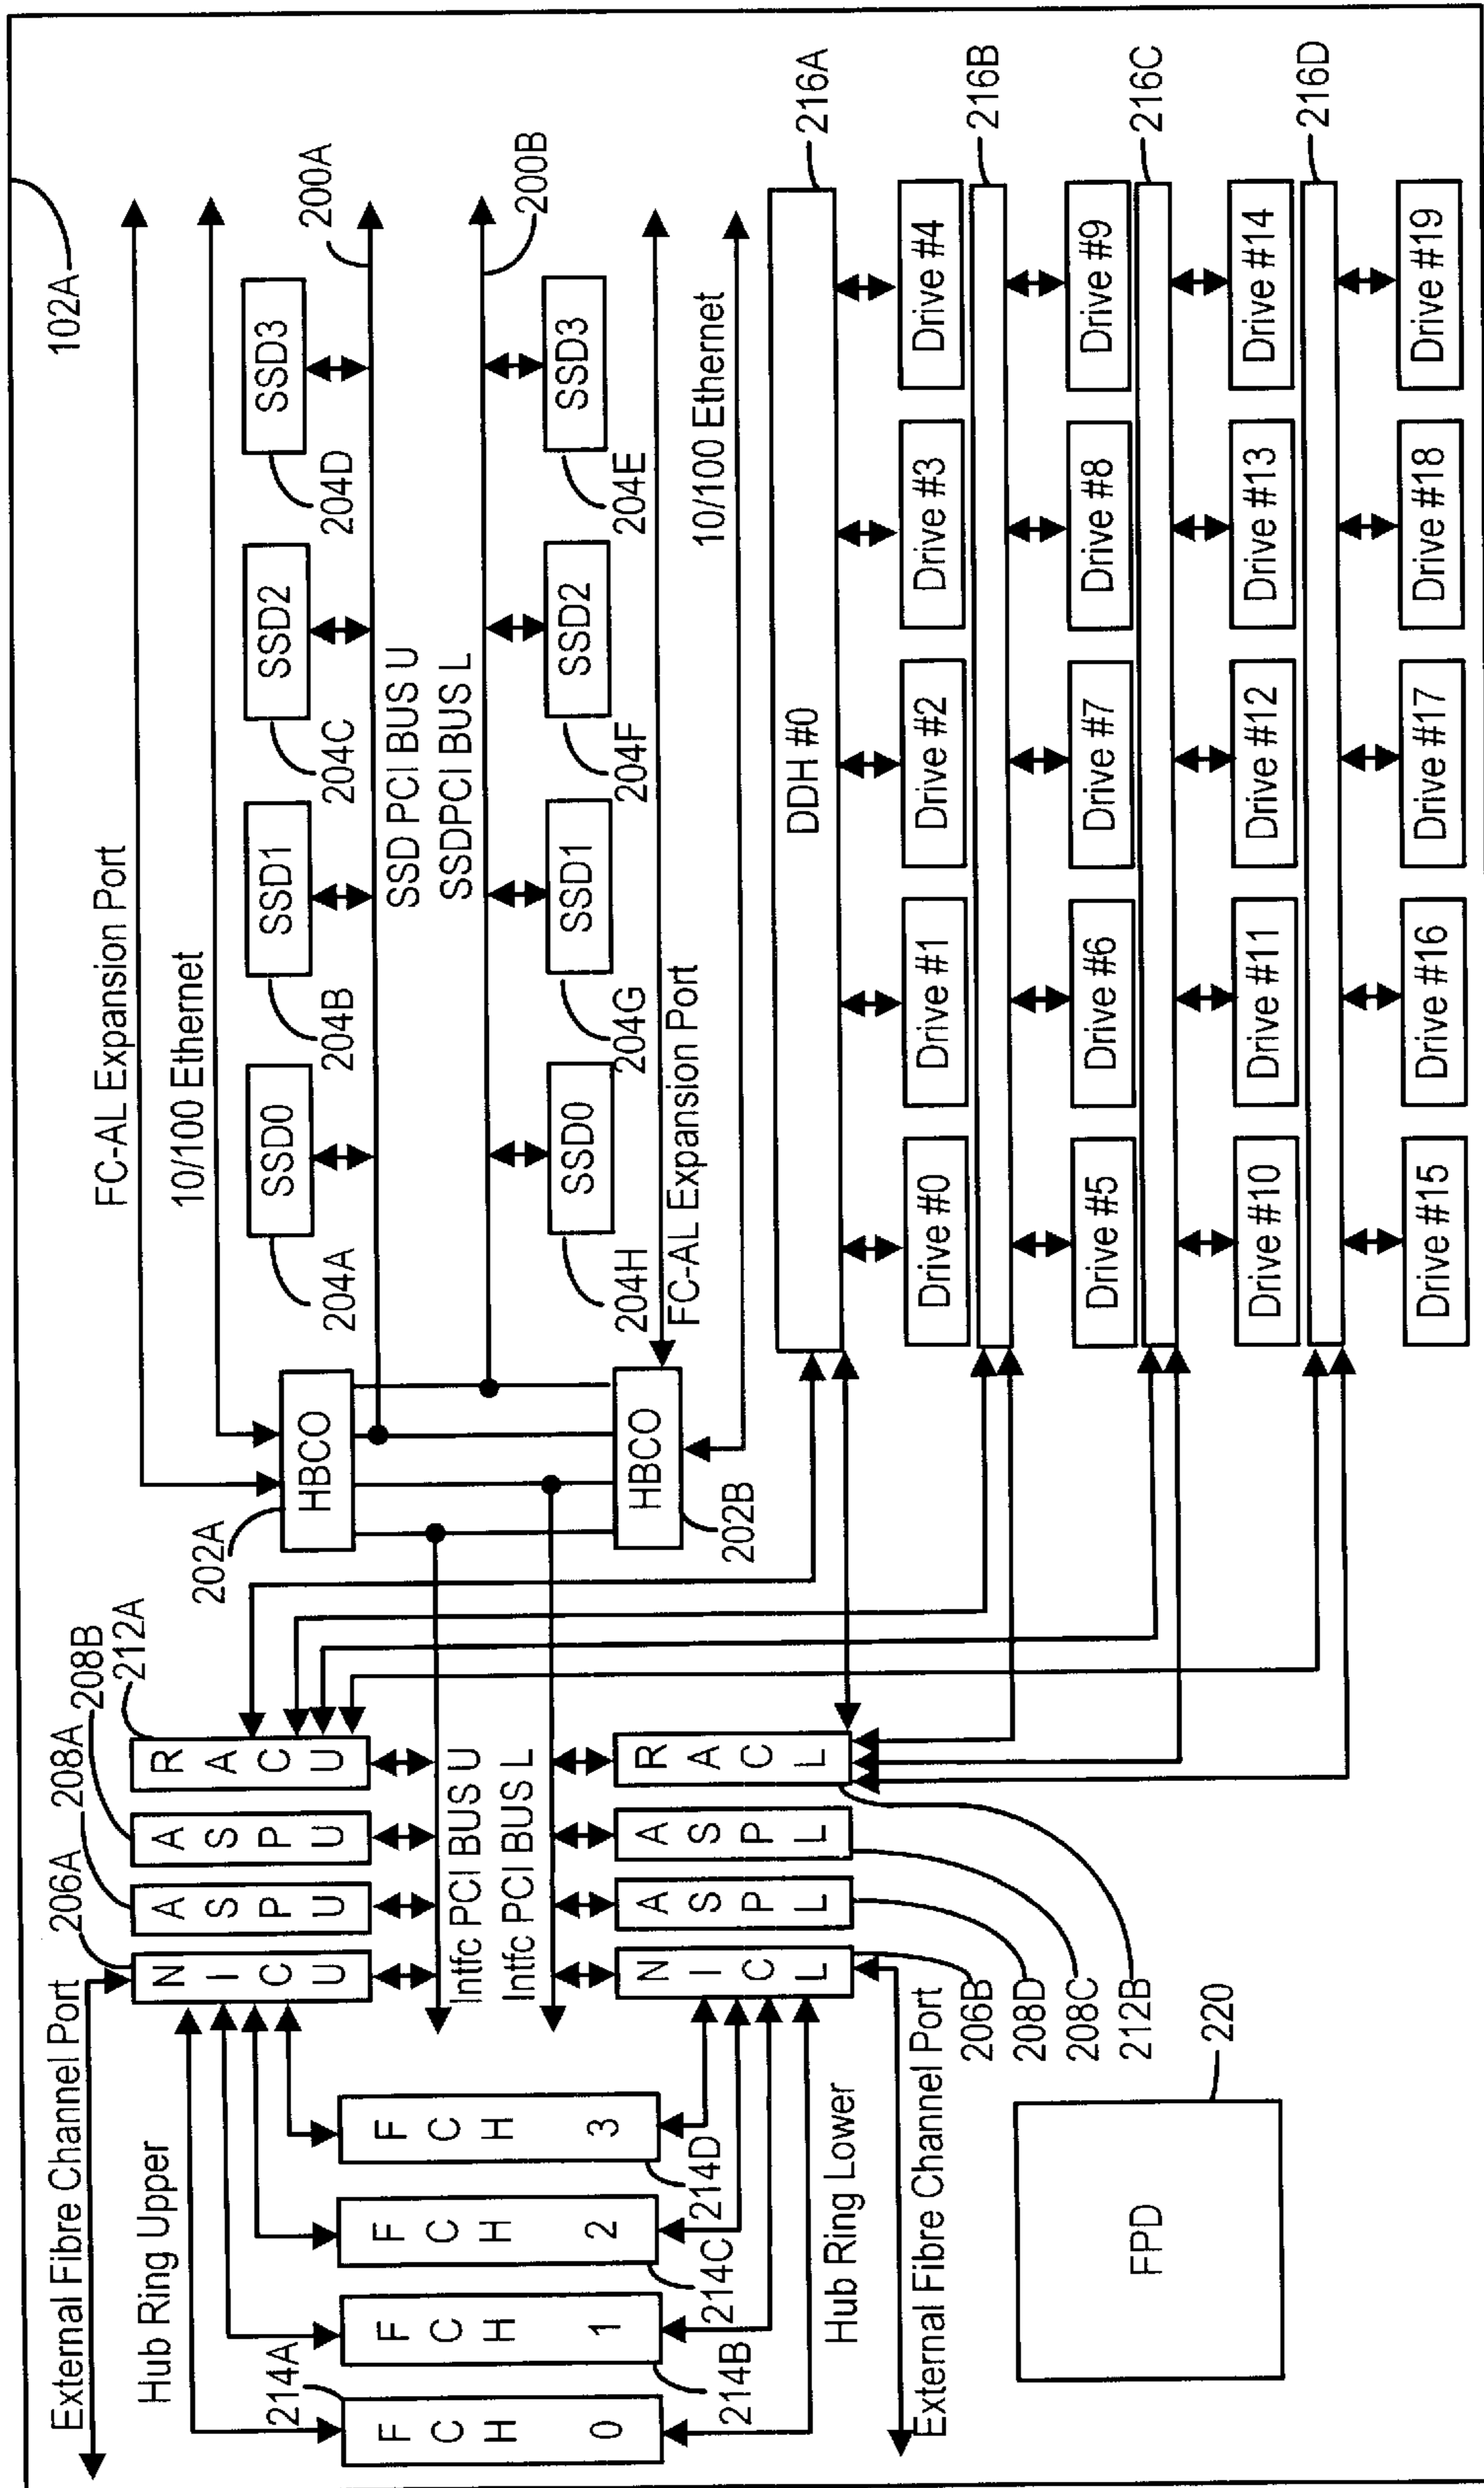 102A
FC-AL Expansion Port
10/100 Ethernet
SSD0
SSD1
SSD2
SSD3
204A
204B
204C
204D
200A
SSD PCI BUS U
SSDPCI BUS L
200B
SSD0
SSD1
SSD2
SSD3
204H
204G
204F
204E
FC-AL Expansion Port
10/100 Ethernet
202A
HBCO
HBCO
202B
External Fibre Channel Port
Hub Ring Upper
206A
208A
208B
212A
NICU
ASPU
ASPU
RACU
Intfc PCI BUS U
Intfc PCI BUS L
NICL
ASPL
ASPL
RACL
206B
208D
208C
212B
214A
FCH 0
FCH 1
FCH 2
FCH 3
214B
214C
214D
Hub Ring Lower
External Fibre Channel Port
FPD
220
DDH #0
216A
Drive #0
Drive #1
Drive #2
Drive #3
Drive #4
216B
Drive #5
Drive #6
Drive #7
Drive #8
Drive #9
216C
Drive #10
Drive #11
Drive #12
Drive #13
Drive #14
216D
Drive #15
Drive #16
Drive #17
Drive #18
Drive #19